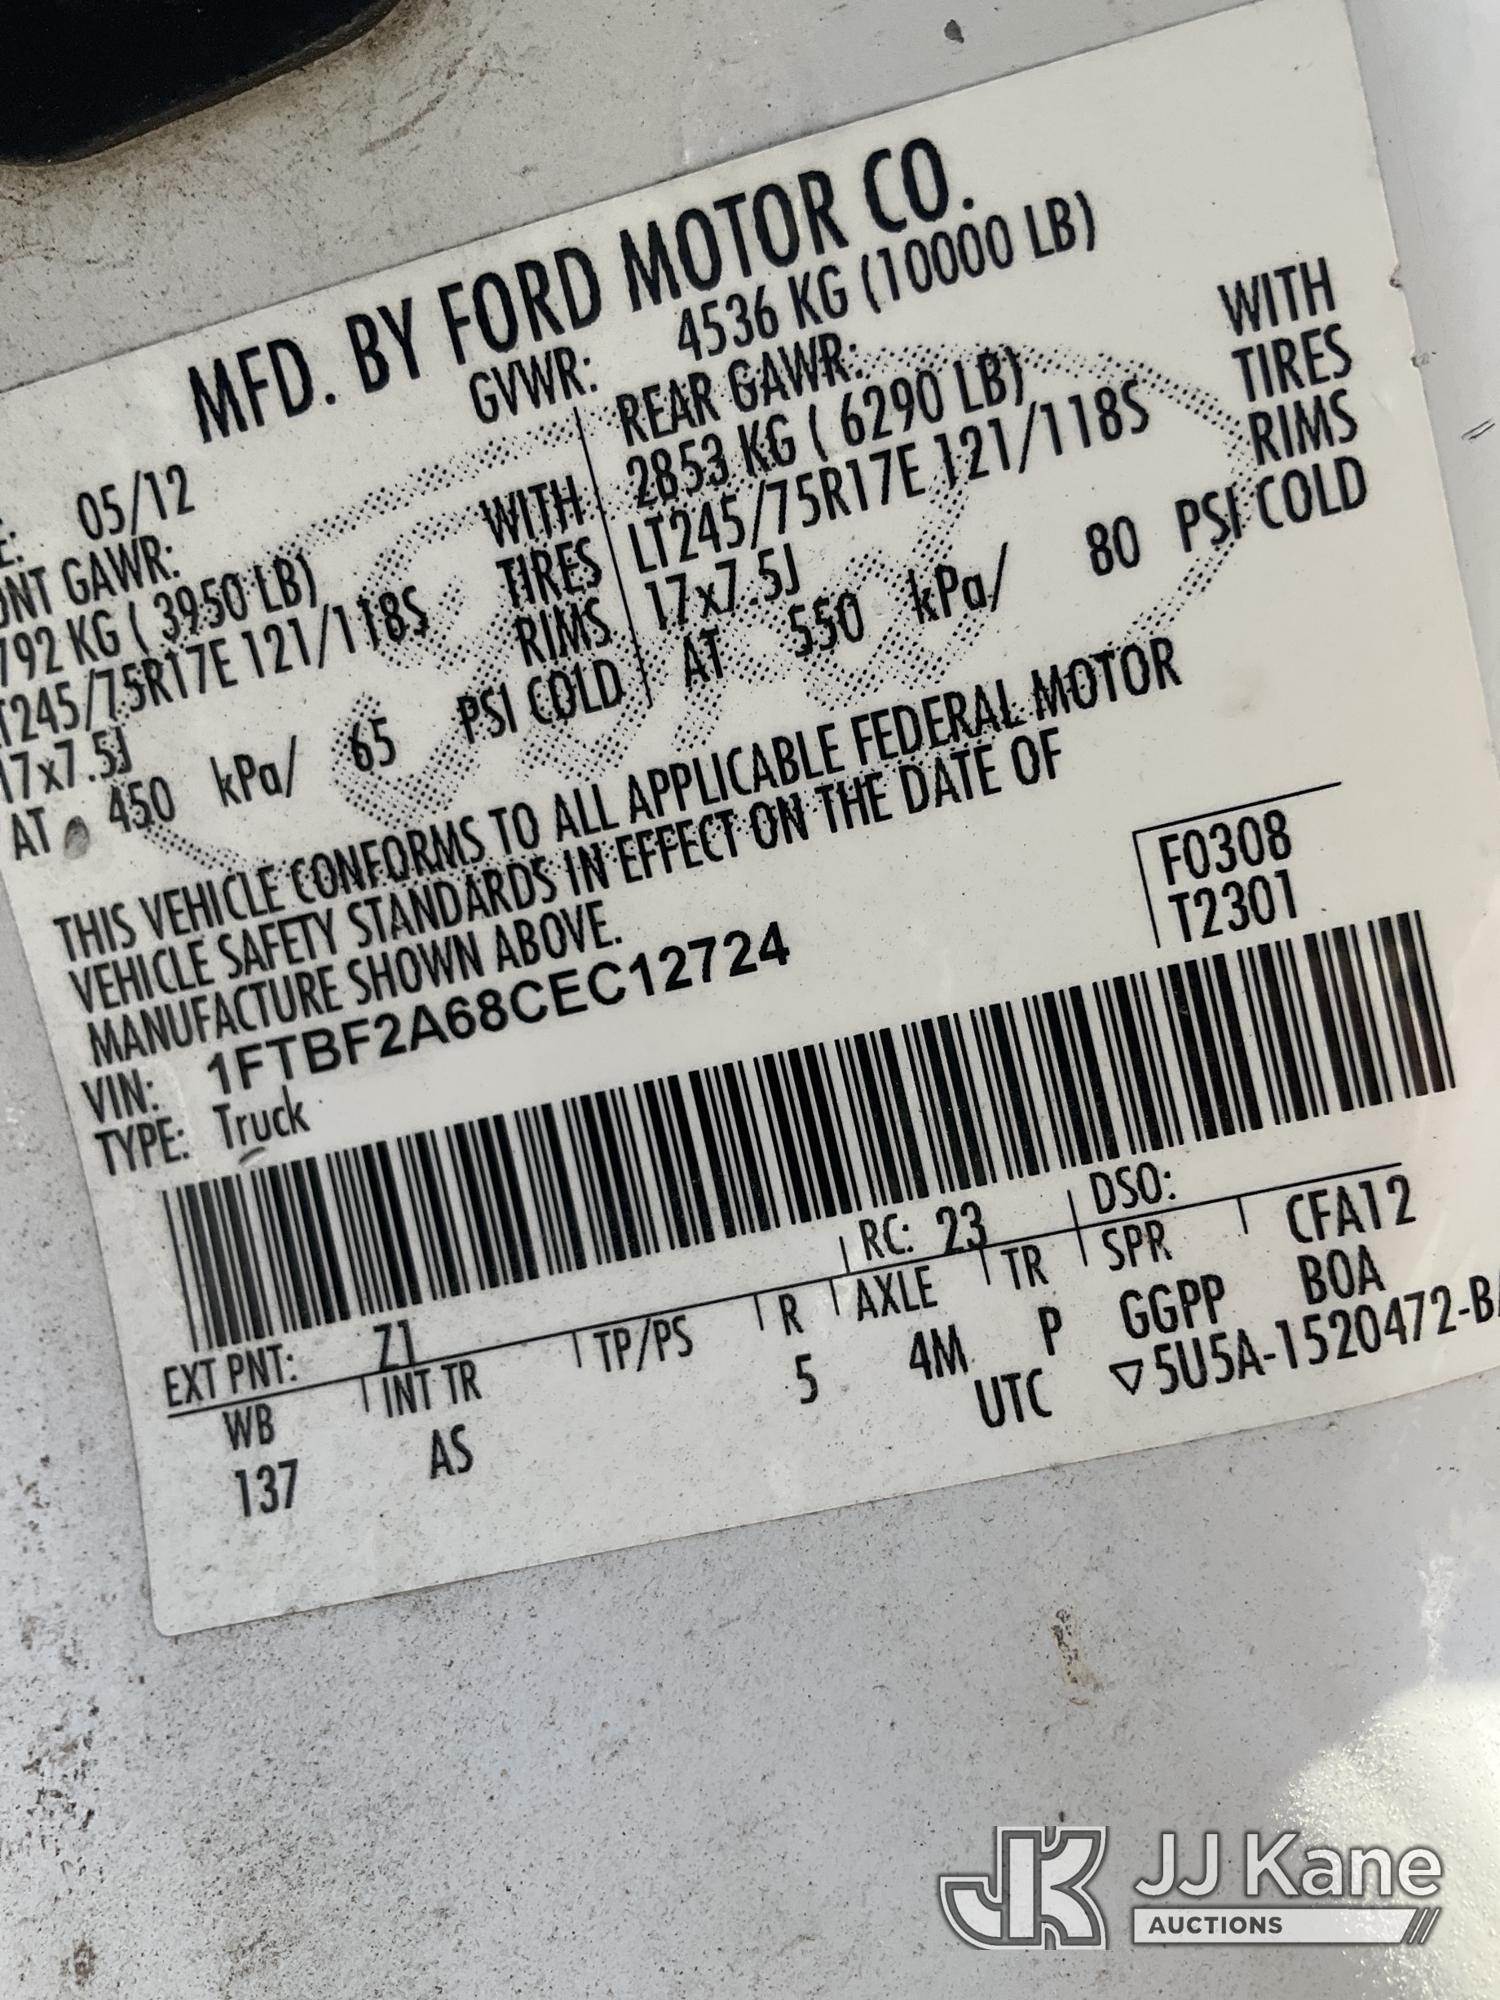 MFD. BY FORD MOTOR CO.
05/12 GVWR: 4536 KG (10000 LB)
GAWR: WITH REAR GAWR: WITH
792 KG ( 3950 LB) TIRES 2853 KG ( 6290 LB) TIRES
T245/75R17E 121/118S RIMS LT245/75R17E 121/118S RIMS
17x7.5J 17x7.5J
AT 450 kPa/ 65 PSI COLD AT 550 kPa/ 80 PSI COLD
THIS VEHICLE CONFORMS TO ALL APPLICABLE FEDERAL MOTOR
VEHICLE SAFETY STANDARDS IN EFFECT ON THE DATE OF
MANUFACTURE SHOWN ABOVE.
F0308
T2301
VIN: 1FTBF2A68CEC12724
TYPE: Truck
EXT PNT: Z1 RC: 23 DSO:
WB INT TR TP/PS R AXLE TR SPR CFA12
137 AS 5 4M P GGPP BOA
UTC ▽5U5A-1520472-B
JK JJ Kane
AUCTIONS